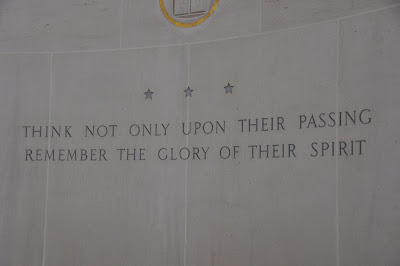 THINK NOT ONLY UPON THEIR PASSING
REMEMBER THE GLORY OF THEIR SPIRIT